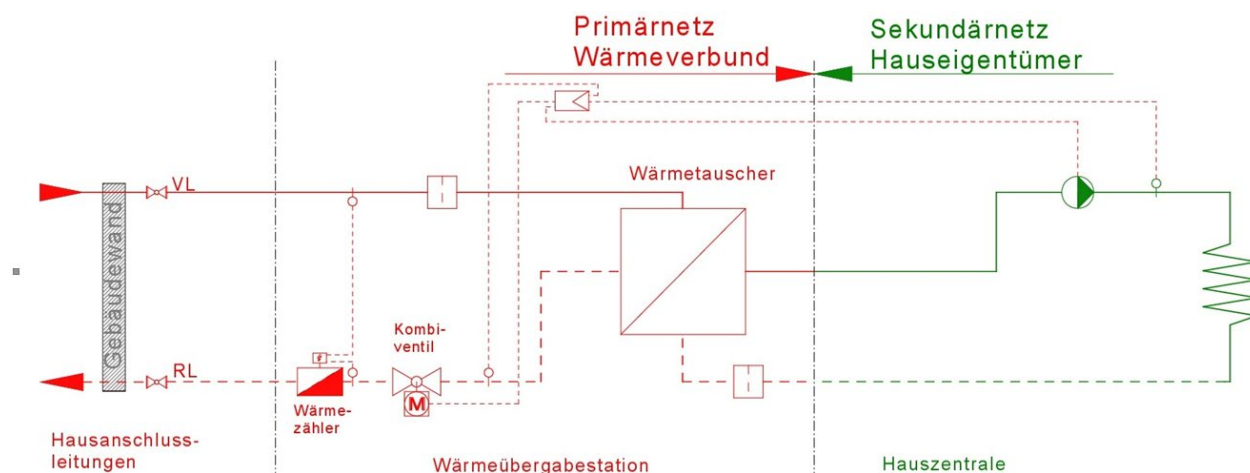 Primärnetz
Wärmeverbund
Sekundärnetz
Hauseigentümer
VL
Wärmetauscher
Gebäudewand
Kombi-
ventil
RL
M
Wärme-
zähler
Hausanschluss-
leitungen
Wärmeübergabestation
Hauszentrale